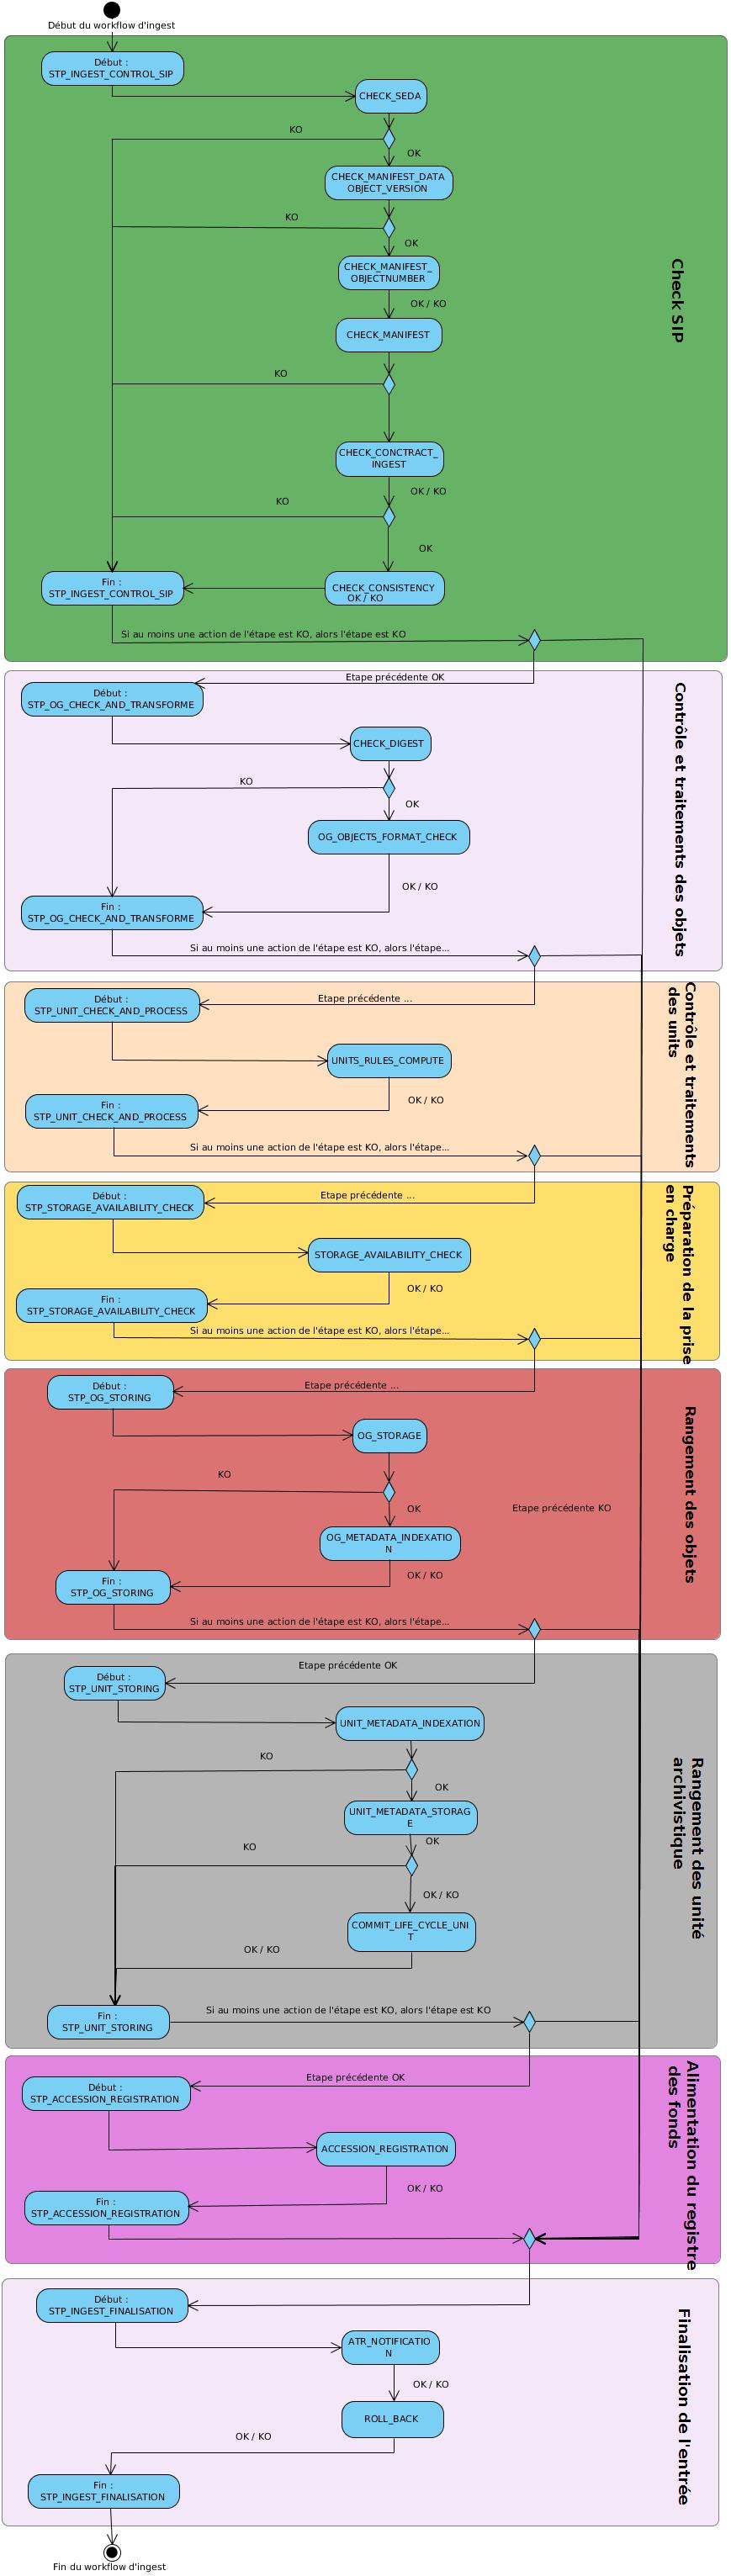 Début du workflow d'ingest
Début :
STP_INGEST_CONTROL_SIP
CHECK_SEDA
KO
OK
CHECK_MANIFEST_DATA
OBJECT_VERSION
KO
OK
CHECK_MANIFEST_
OBJECTNUMBER
Check SIP
OK / KO
CHECK_MANIFEST
KO
CHECK_CONCTRACT_
INGEST
OK / KO
KO
OK
Fin :
STP_INGEST_CONTROL_SIP
CHECK_CONSISTENCY
OK / KO
Si au moins une action de l'étape est KO, alors l'étape est KO
Etape précédente OK
Début :
STP_OG_CHECK_AND_TRANSFORME
Contrôle et traitements des objets
CHECK_DIGEST
KO
OK
OG_OBJECTS_FORMAT_CHECK
OK / KO
Fin :
STP_OG_CHECK_AND_TRANSFORME
Si au moins une action de l'étape est KO, alors l'étape...
Etape précédente ...
Début :
STP_UNIT_CHECK_AND_PROCESS
Contrôle et traitements
des units
UNITS_RULES_COMPUTE
OK / KO
Fin :
STP_UNIT_CHECK_AND_PROCESS
Si au moins une action de l'étape est KO, alors l'étape...
Etape précédente ...
Début :
STP_STORAGE_AVAILABILITY_CHECK
Préparation de la prise
en charge
STORAGE_AVAILABILITY_CHECK
OK / KO
Fin :
STP_STORAGE_AVAILABILITY_CHECK
Si au moins une action de l'étape est KO, alors l'étape...
Etape précédente ...
Début :
STP_OG_STORING
Rangement des objets
OG_STORAGE
KO
OK
Etape précédente KO
OG_METADATA_INDEXATIO
N
OK / KO
Fin :
STP_OG_STORING
Si au moins une action de l'étape est KO, alors l'étape...
Etape précédente OK
Début :
STP_UNIT_STORING
UNIT_METADATA_INDEXATION
KO
OK
Rangement des unité
archivistique
UNIT_METADATA_STORAG
E
OK
KO
OK / KO
COMMIT_LIFE_CYCLE_UNI
T
OK / KO
Fin :
STP_UNIT_STORING
Si au moins une action de l'étape est KO, alors l'étape est KO
Etape précédente OK
Début :
STP_ACCESSION_REGISTRATION
Alimentation du registre
des fonds
ACCESSION_REGISTRATION
OK / KO
Fin :
STP_ACCESSION_REGISTRATION
Début :
STP_INGEST_FINALISATION
Finalisation de l'entrée
ATR_NOTIFICATIO
N
OK / KO
ROLL_BACK
OK / KO
Fin :
STP_INGEST_FINALISATION
Fin du workflow d'ingest